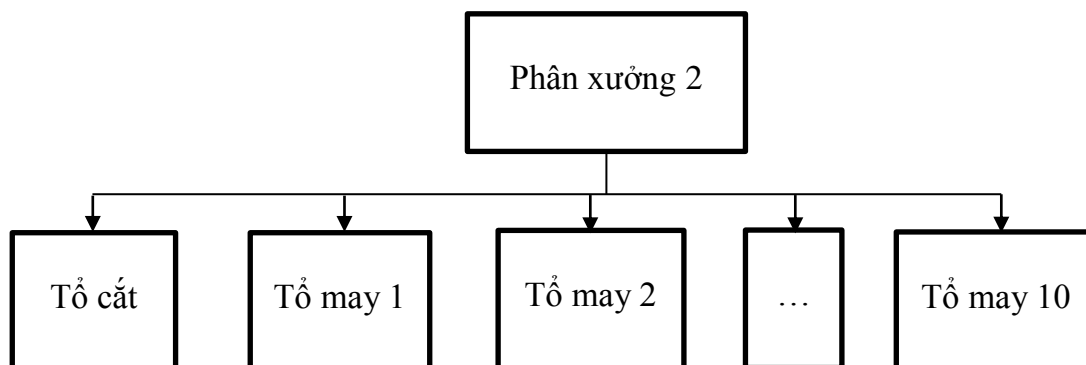 Phân xưởng 2
Tổ cắt
Tổ may 1
Tổ may 2
…
Tổ may 10